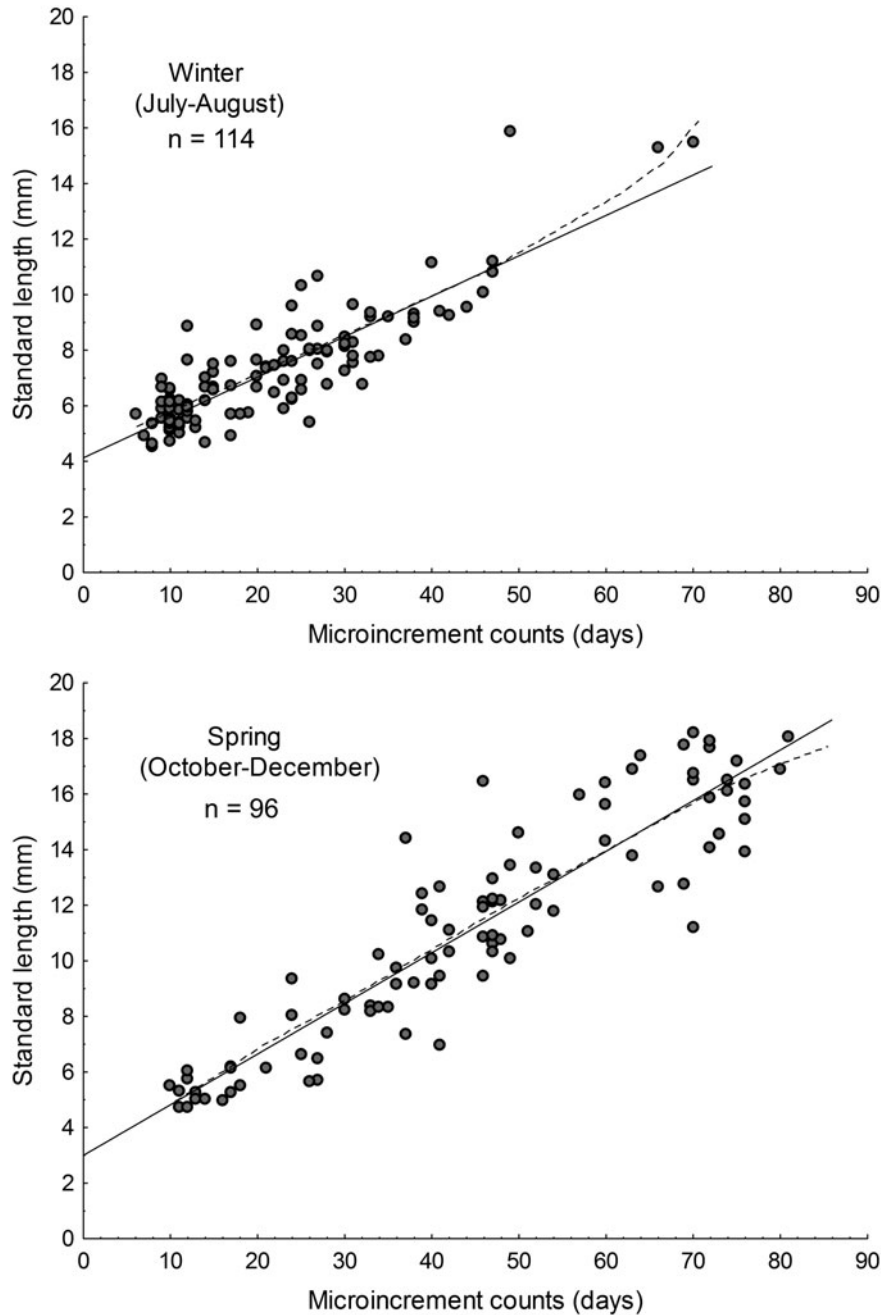 20
18
16
14
12
10
8
6
4
2
0
Standard length (mm)
Winter
(July-August)
n = 114
0 10 20 30 40 50 60 70 80 90
Microincrement counts (days)
20
18
16
14
12
10
8
6
4
2
0
Standard length (mm)
Spring
(October-December)
n = 96
0 10 20 30 40 50 60 70 80 90
Microincrement counts (days)